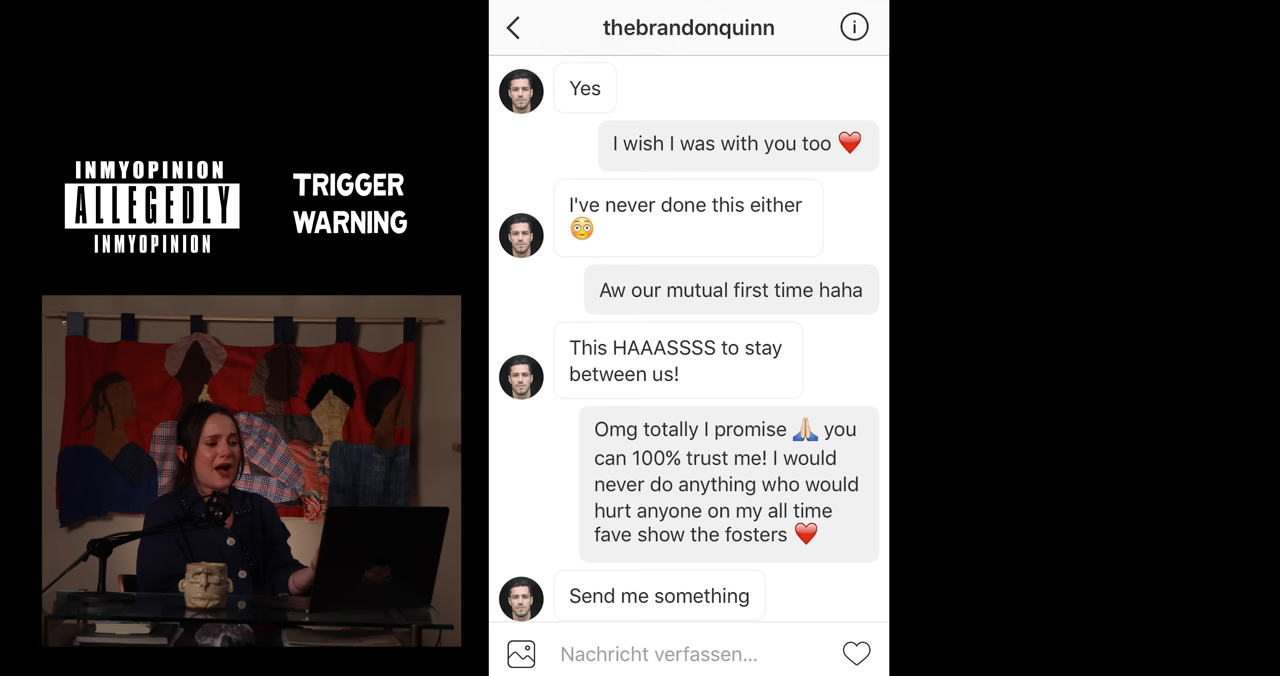 INMYOPINION
ALLEGEDLY
INMYOPINION
TRIGGER
WARNING
thebrandonquinn
Yes
I wish I was with you too ❤️
I've never done this either
😳
Aw our mutual first time haha
This HAAASSSS to stay
between us!
Omg totally I promise 🙏🏼 you
can 100% trust me! I would
never do anything who would
hurt anyone on my all time
fave show the fosters ❤️
Send me something
Nachricht verfassen...